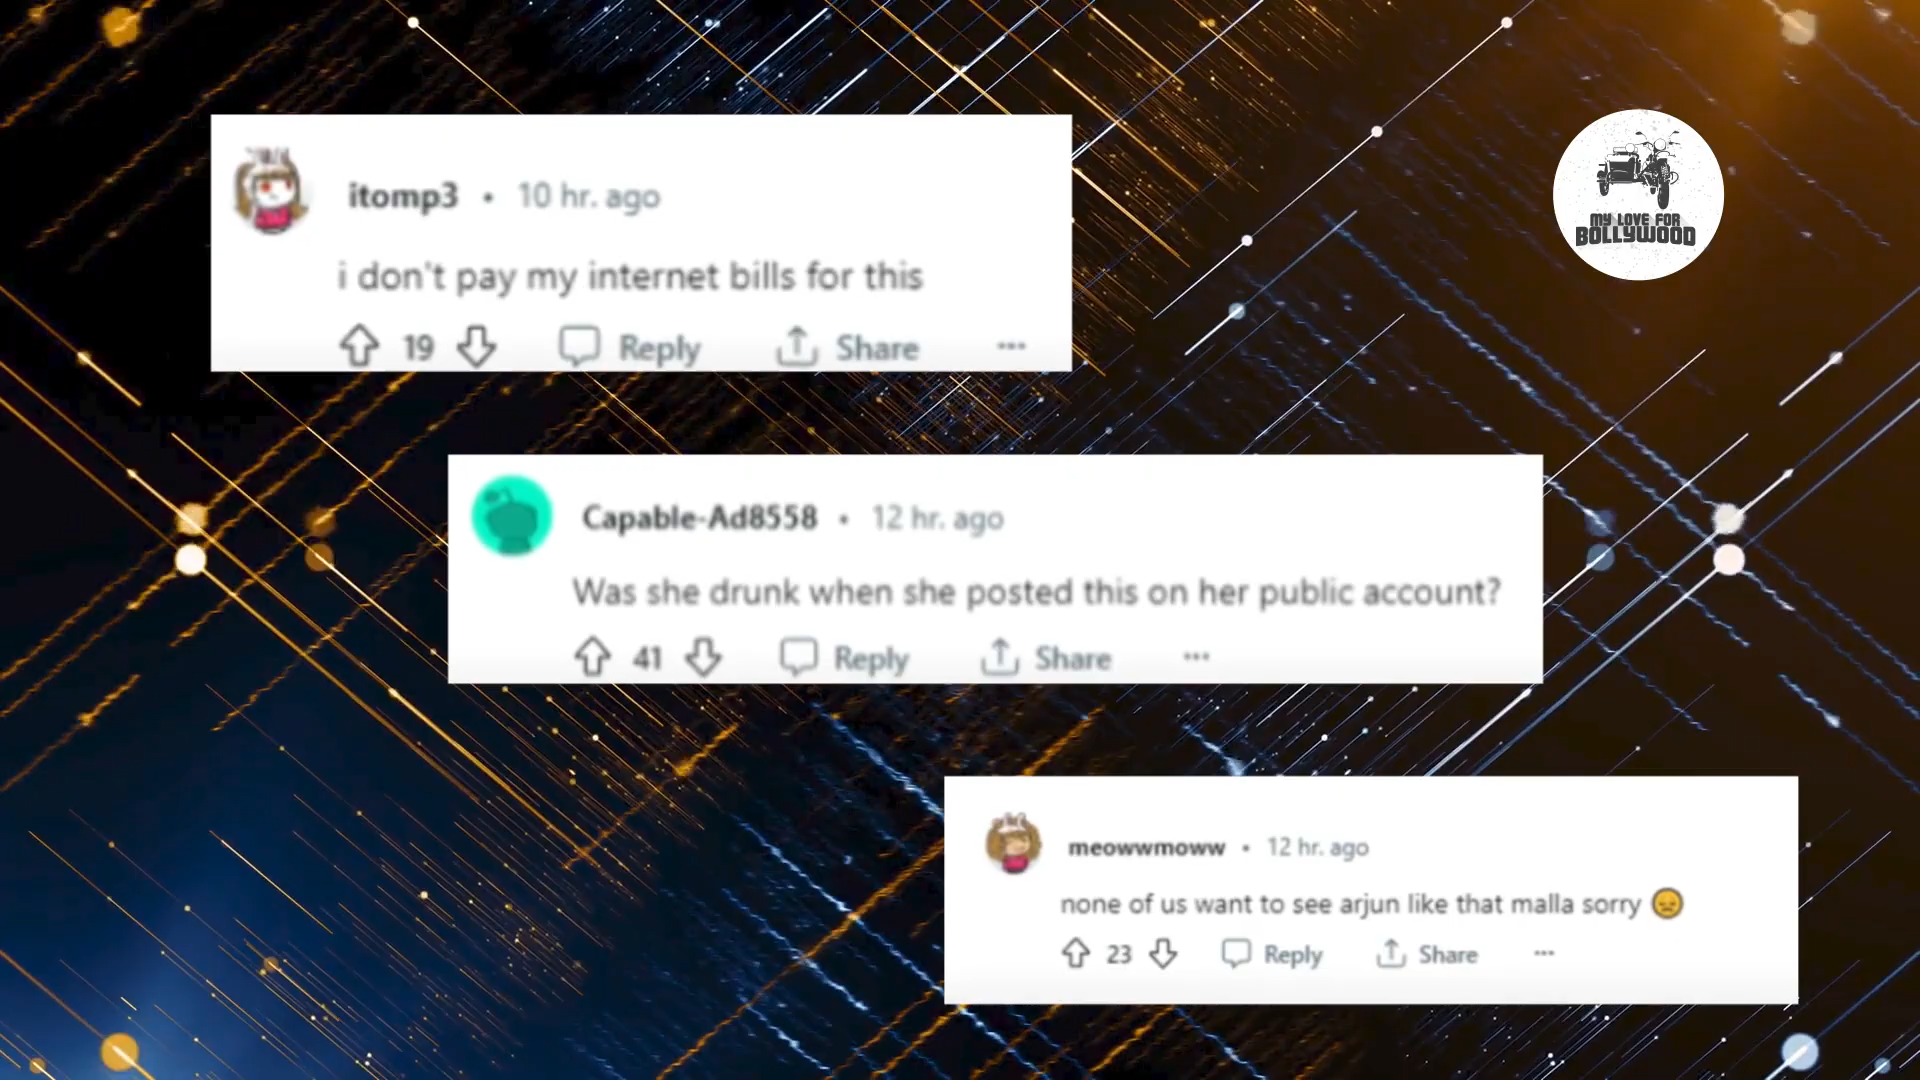 itomp3 • 10 hr. ago
i don't pay my internet bills for this
19 Reply Share ...
MY LOVE FOR
BOLLYWOOD
Capable-Ad8558 • 12 hr. ago
Was she drunk when she posted this on her public account?
41 Reply Share ...
meowwmoww • 12 hr. ago
none of us want to see arjun like that malla sorry 😞
23 Reply Share ...